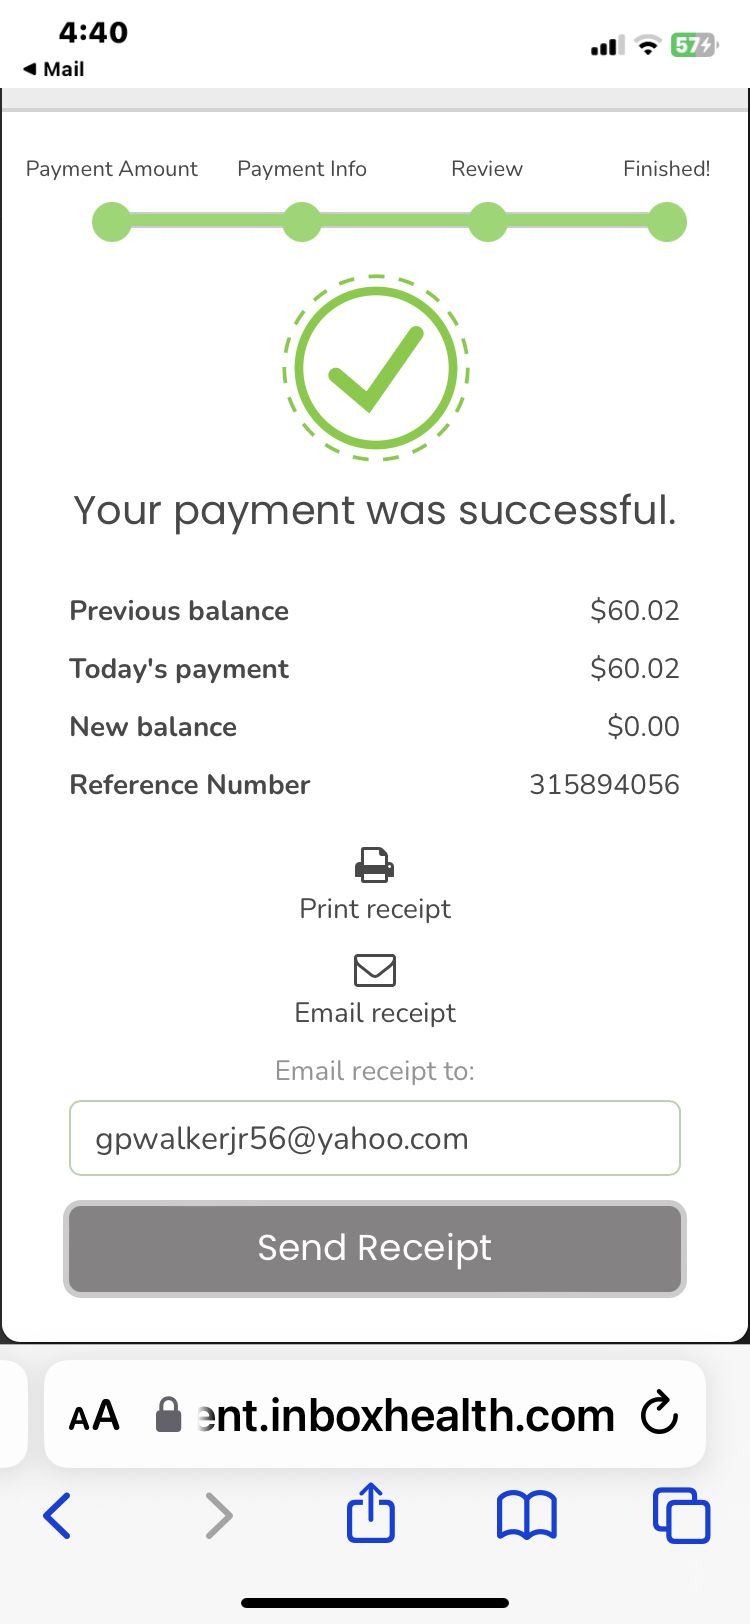 4:40
57
◀ Mail
Payment Amount Payment Info Review Finished!
Your payment was successful.
Previous balance $60.02
Today's payment $60.02
New balance $0.00
Reference Number 315894056
Print receipt
Email receipt
Email receipt to:
gpwalkerjr56@yahoo.com
Send Receipt
AA ent.inboxhealth.com